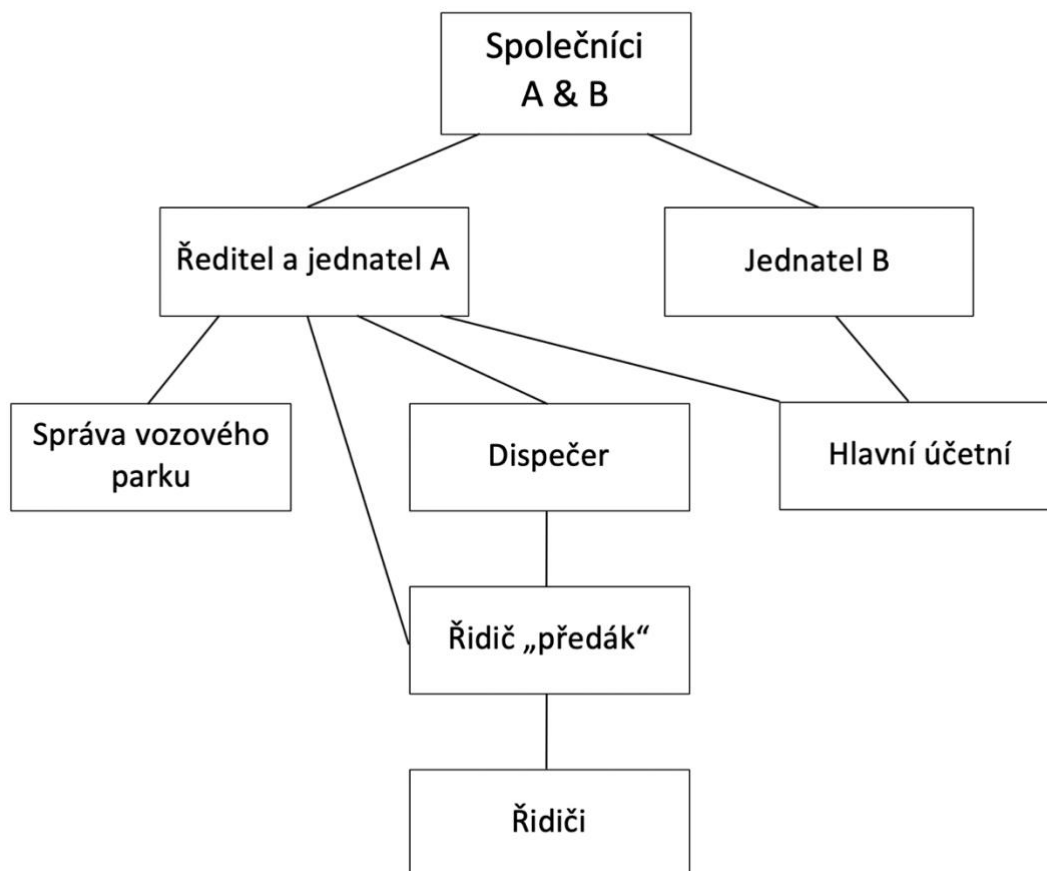 Společníci
A & B
Ředitel a jednatel A
Jednatel B
Správa vozového
parku
Dispečer
Hlavní účetní
Řidič „předák“
Řidiči